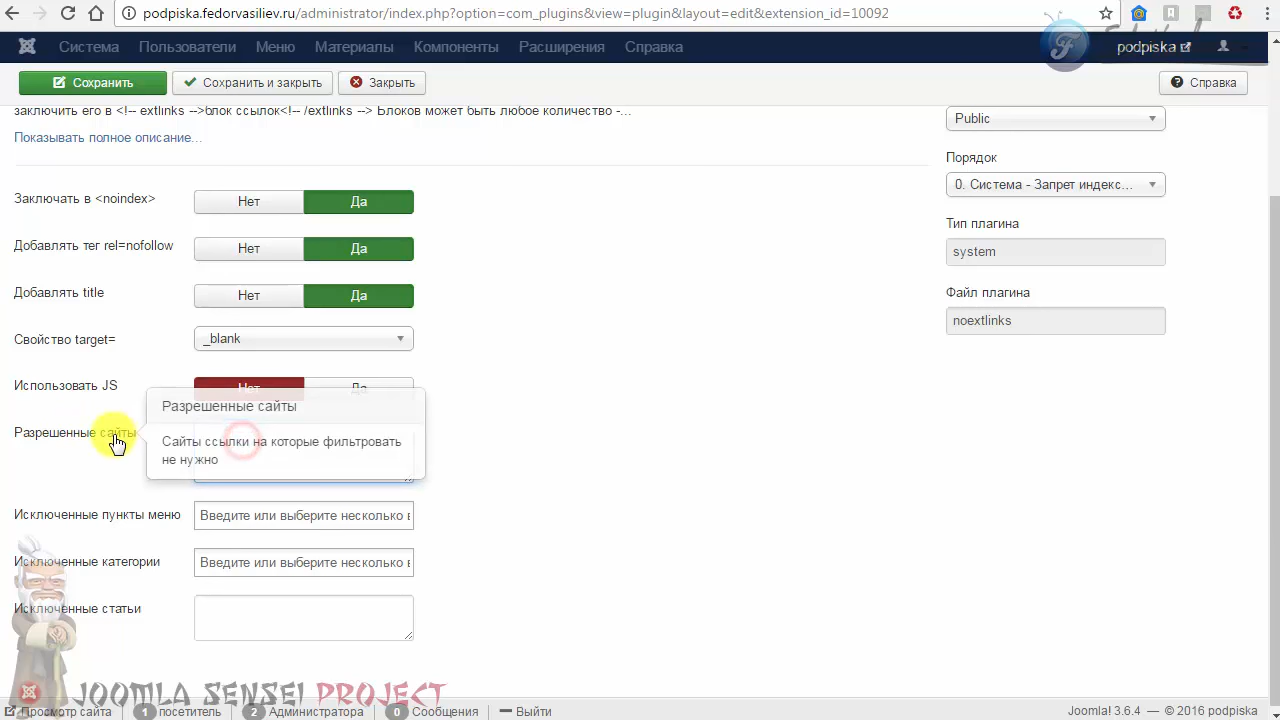 podpiska.fedorvasiliev.ru/administrator/index.php?option=com_plugins&view=plugin&layout=edit&extension_id=10092
Система Пользователи Меню Материалы Компоненты Расширения Справка podpiska
Сохранить Сохранить и закрыть Закрыть Справка
заключить его в <!-- extlinks -->блок ссылок<!-- /extlinks --> Блоков может быть любое количество -...
Показывать полное описание...
Public
Порядок
0. Система - Запрет индекс...
Тип плагина
system
Файл плагина
noextlinks
Заключать в <noindex> Нет Да
Добавлять тег rel=nofollow Нет Да
Добавлять title Нет Да
Свойство target= _blank
Использовать JS Нет Да
Разрешенные сайты
Разрешенные сайты
Сайты ссылки на которые фильтровать
не нужно
Исключенные пункты меню Введите или выберите несколько
Исключенные категории Введите или выберите несколько
Исключенные статьи
JOOMLA SENSEI PROJECT
Просмотр сайта 1 посетитель 2 Администратора 0 Сообщения Выйти Joomla! 3.6.4 — © 2016 podpiska